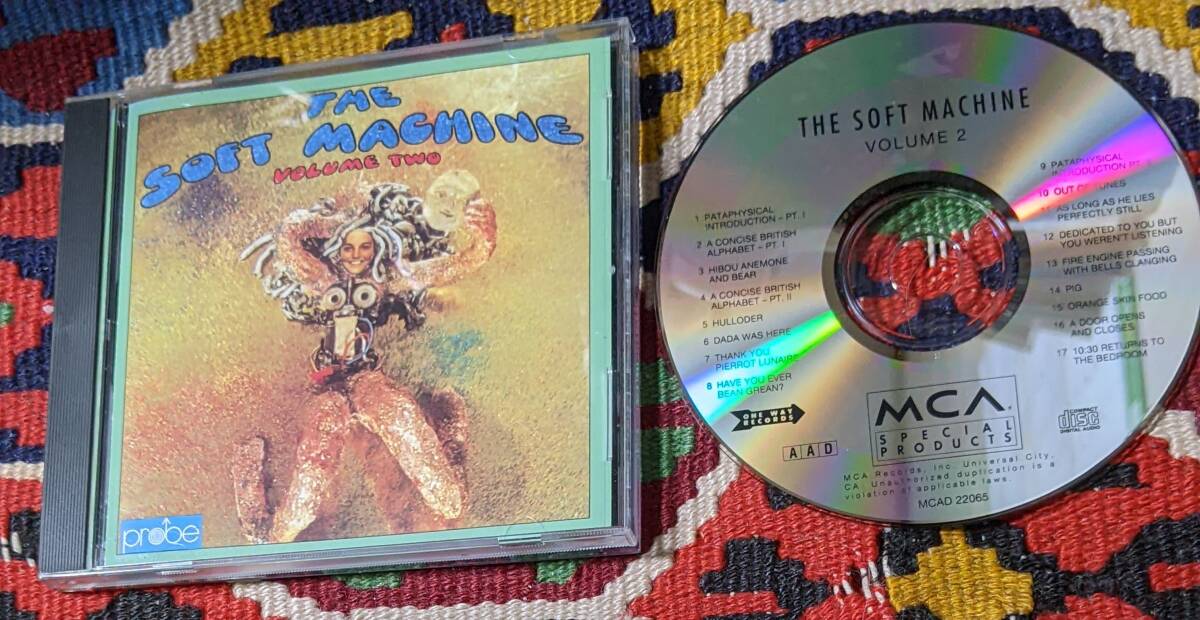 THE
SOFT MACHINE
VOLUME TWO
probe
THE SOFT MACHINE
VOLUME 2
1 PATAPHYSICAL
INTRODUCTION – PT. I
2 A CONCISE BRITISH
ALPHABET – PT. I
3 HIBOU ANEMONE
AND BEAR
4 A CONCISE BRITISH
ALPHABET – PT. II
5 HULLODER
6 DADA WAS HERE
7 THANK YOU
PIERROT LUNAIRE
8 HAVE YOU EVER
BEAN GREAN?
9 PATAPHYSICAL
INTRODUCTION PT.
10 OUT OF TUNES
11 AS LONG AS HE LIES
PERFECTLY STILL
12 DEDICATED TO YOU BUT
YOU WEREN'T LISTENING
13 FIRE ENGINE PASSING
WITH BELLS CLANGING
14 PIG
15 ORANGE SKIN FOOD
16 A DOOR OPENS
AND CLOSES
17 10:30 RETURNS TO
THE BEDROOM
ONE WAY
RECORDS
AAD
MCA
SPECIAL
PRODUCTS
COMPACT
disc
DIGITAL AUDIO
MCA Records, Inc. Universal City,
CA. Unauthorized duplication is a
violation of applicable laws.
MCAD 22065